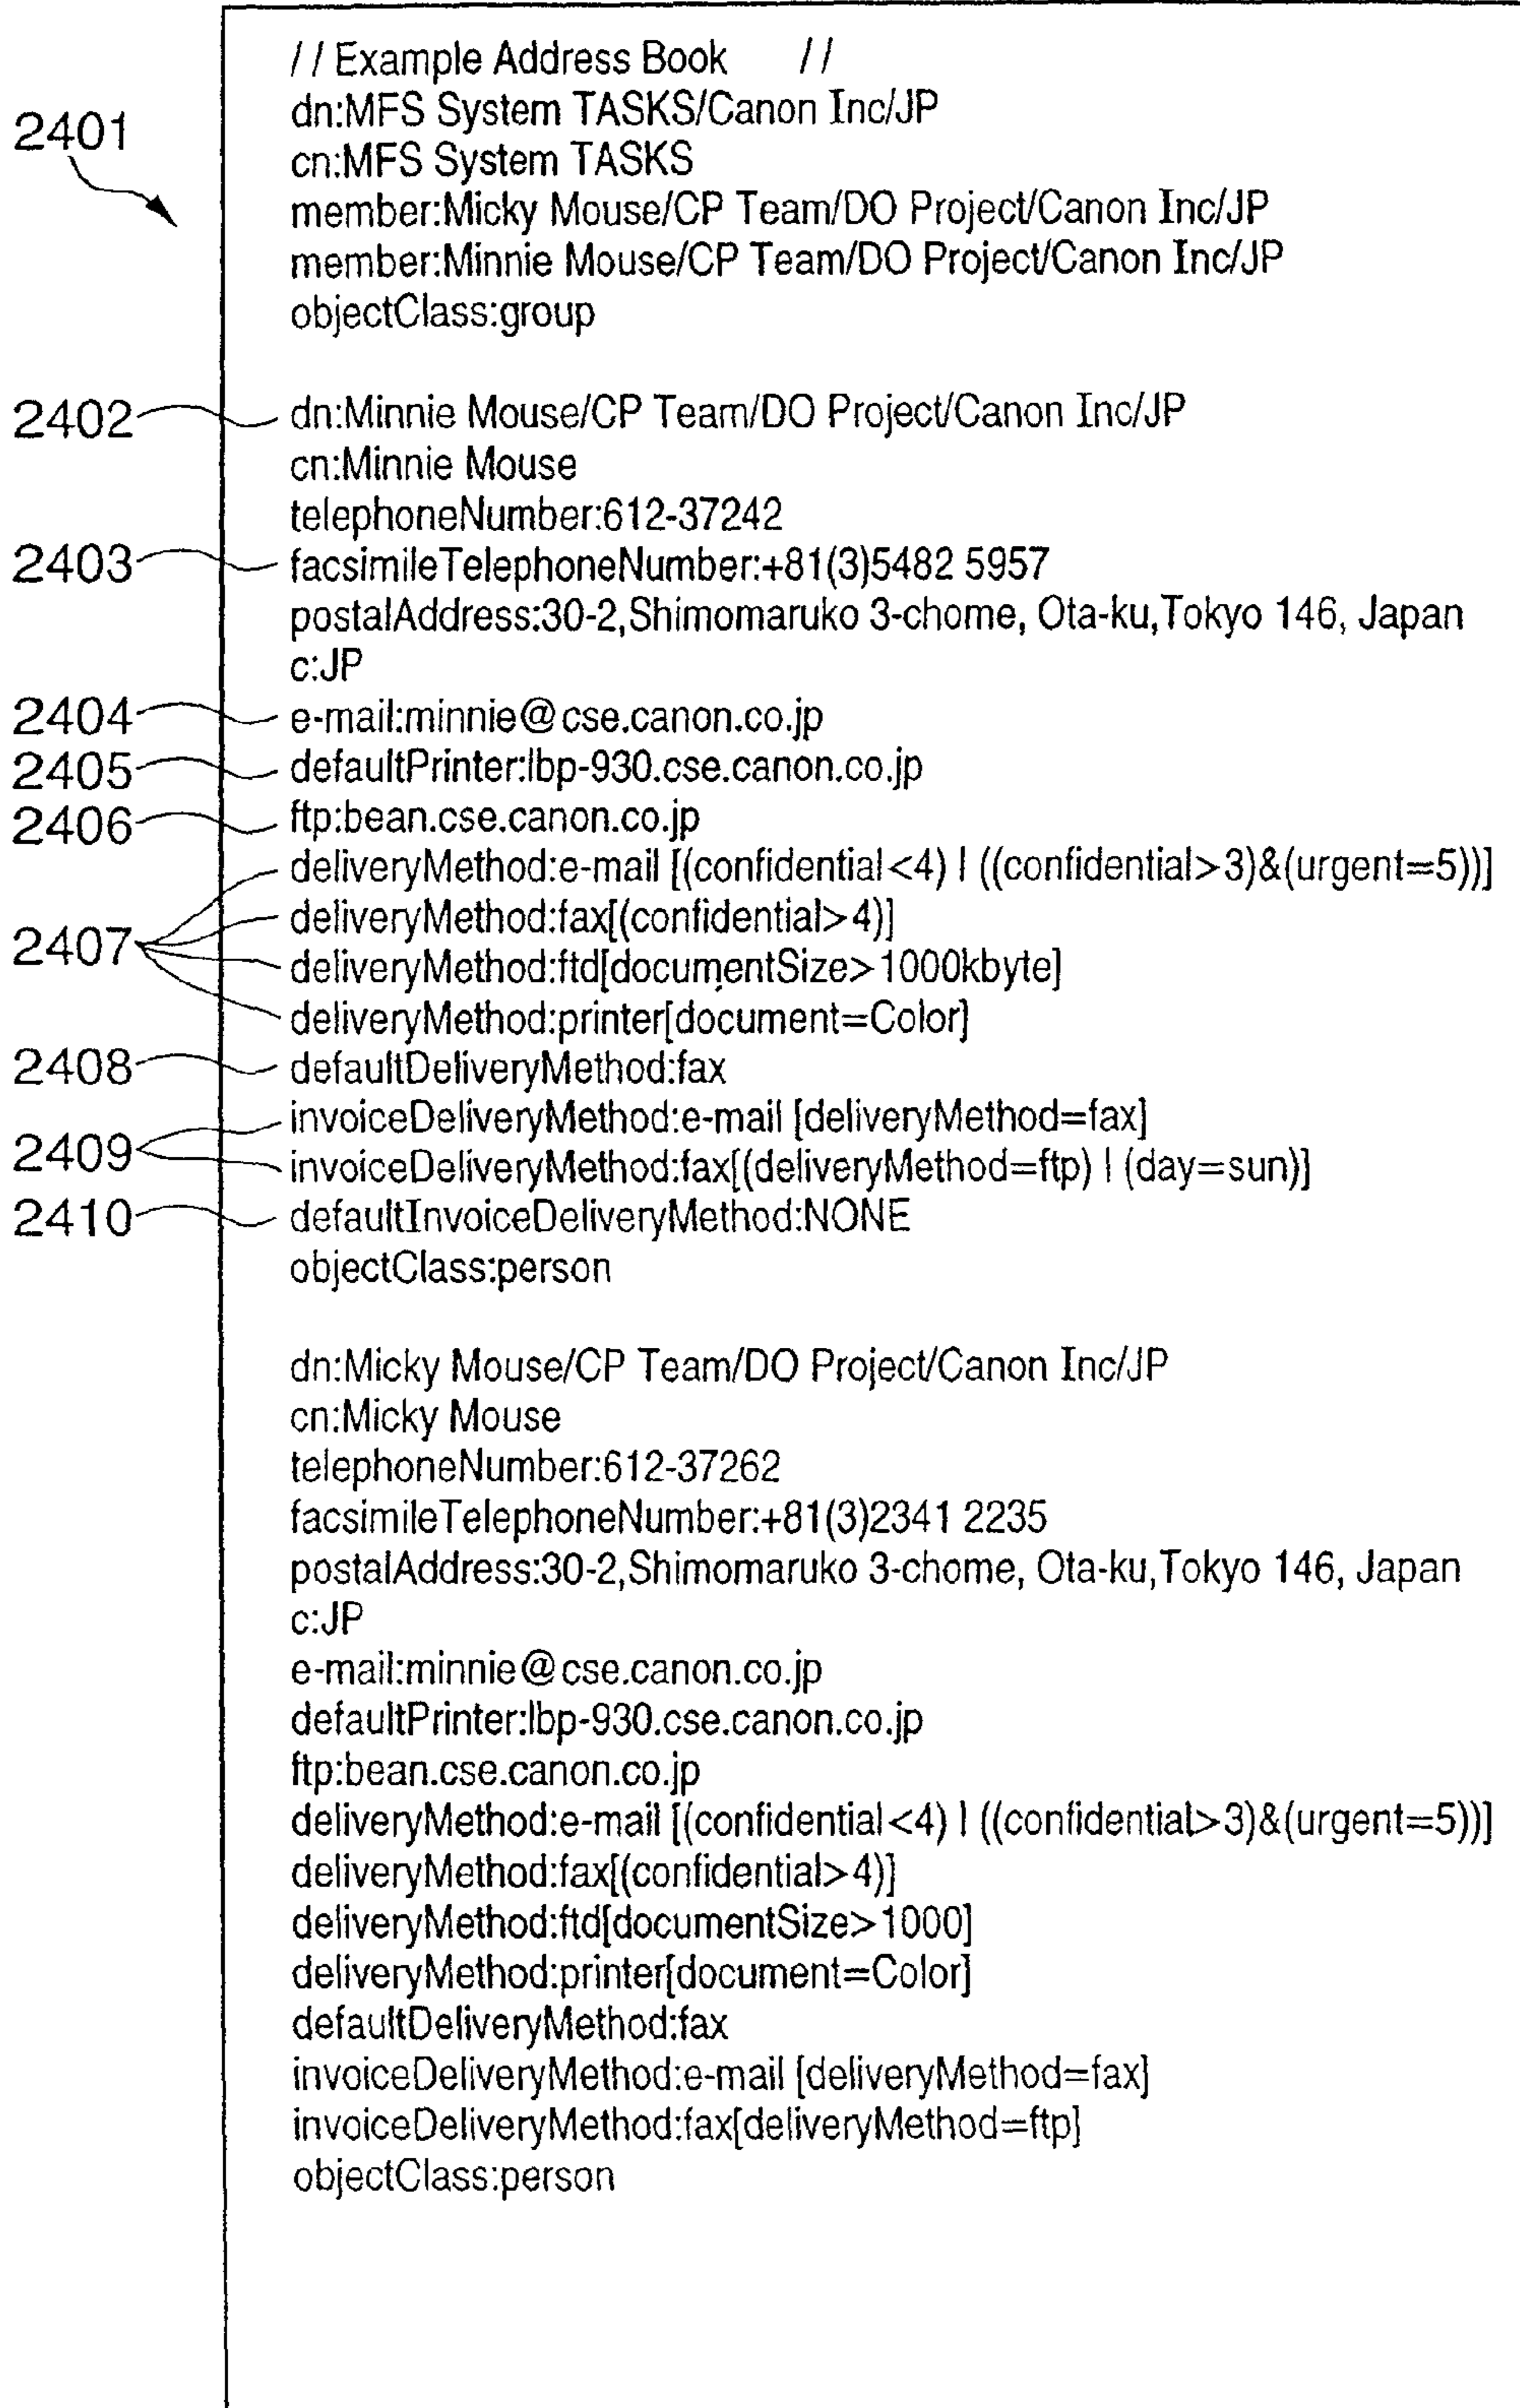 // Example Address Book //
dn:MFS System TASKS/Canon Inc/JP
2401
cn:MFS System TASKS
member:Micky Mouse/CP Team/DO Project/Canon Inc/JP
member:Minnie Mouse/CP Team/DO Project/Canon Inc/JP
objectClass:group
2402 dn:Minnie Mouse/CP Team/DO Project/Canon Inc/JP
cn:Minnie Mouse
telephoneNumber:612-37242
2403 facsimileTelephoneNumber:+81(3)5482 5957
postalAddress:30-2,Shimomaruko 3-chome, Ota-ku,Tokyo 146, Japan
c:JP
2404 e-mail:minnie@cse.canon.co.jp
2405 defaultPrinter:lbp-930.cse.canon.co.jp
2406 ftp:bean.cse.canon.co.jp
deliveryMethod:e-mail [(confidential<4) | ((confidential>3)&(urgent=5))]
deliveryMethod:fax[(confidential>4)]
2407
deliveryMethod:ftd[documentSize>1000kbyte]
deliveryMethod:printer[document=Color]
2408 defaultDeliveryMethod:fax
invoiceDeliveryMethod:e-mail [deliveryMethod=fax]
2409
invoiceDeliveryMethod:fax[(deliveryMethod=ftp) | (day=sun)]
2410 defaultInvoiceDeliveryMethod:NONE
objectClass:person
dn:Micky Mouse/CP Team/DO Project/Canon Inc/JP
cn:Micky Mouse
telephoneNumber:612-37262
facsimileTelephoneNumber:+81(3)2341 2235
postalAddress:30-2,Shimomaruko 3-chome, Ota-ku,Tokyo 146, Japan
c:JP
e-mail:minnie@cse.canon.co.jp
defaultPrinter:lbp-930.cse.canon.co.jp
ftp:bean.cse.canon.co.jp
deliveryMethod:e-mail [(confidential<4) | ((confidential>3)&(urgent=5))]
deliveryMethod:fax[(confidential>4)]
deliveryMethod:ftd[documentSize>1000]
deliveryMethod:printer[document=Color]
defaultDeliveryMethod:fax
invoiceDeliveryMethod:e-mail [deliveryMethod=fax]
invoiceDeliveryMethod:fax[deliveryMethod=ftp]
objectClass:person